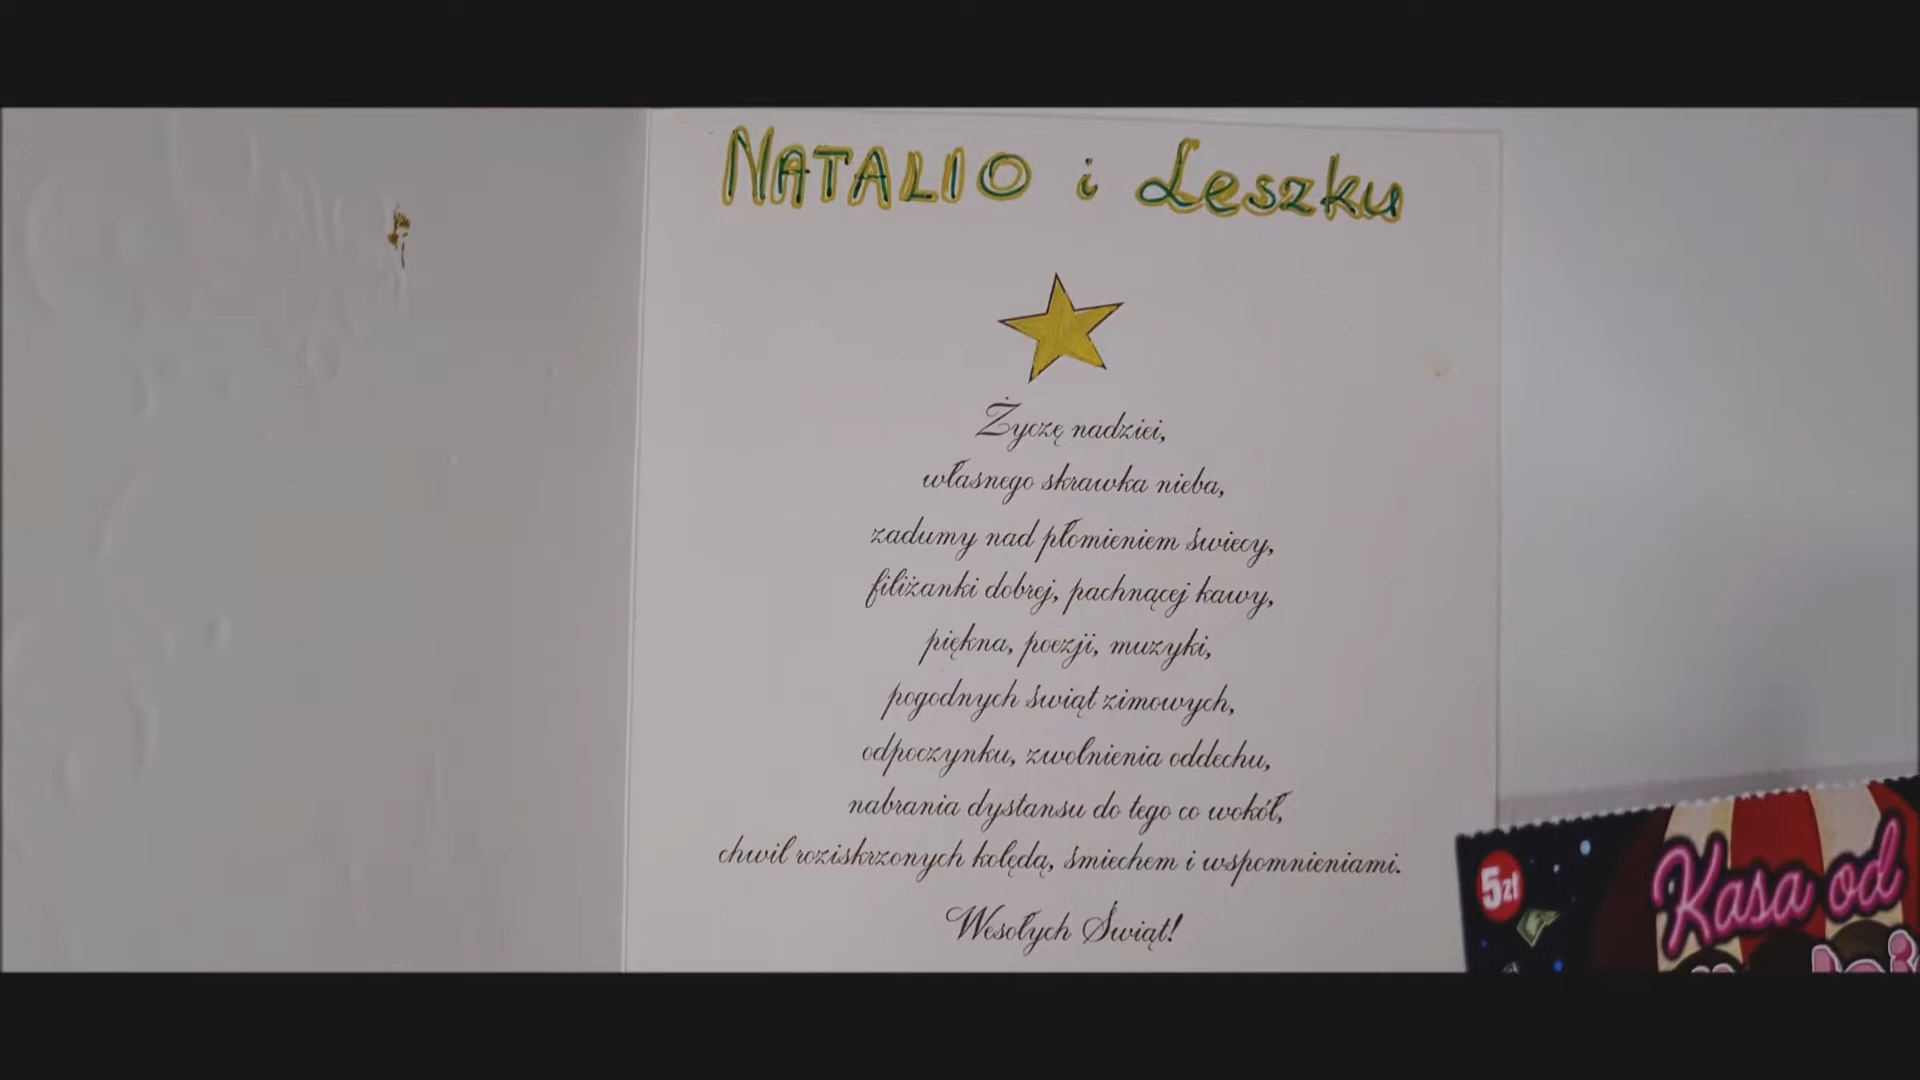 NATALIO i Leszku
Życzę nadziei,
własnego skrawka nieba,
zadumy nad płomieniem świecy,
filiżanki dobrej, pachnącej kawy,
piękna, poezji, muzyki,
pogodnych świąt zimowych,
odpoczynku, zwolnienia oddechu,
nabrania dystansu do tego co wokół,
chwil roziskrzonych kolędą, śmiechem i wspomnieniami.
Wesołych Świąt!
5zł
Kasa od